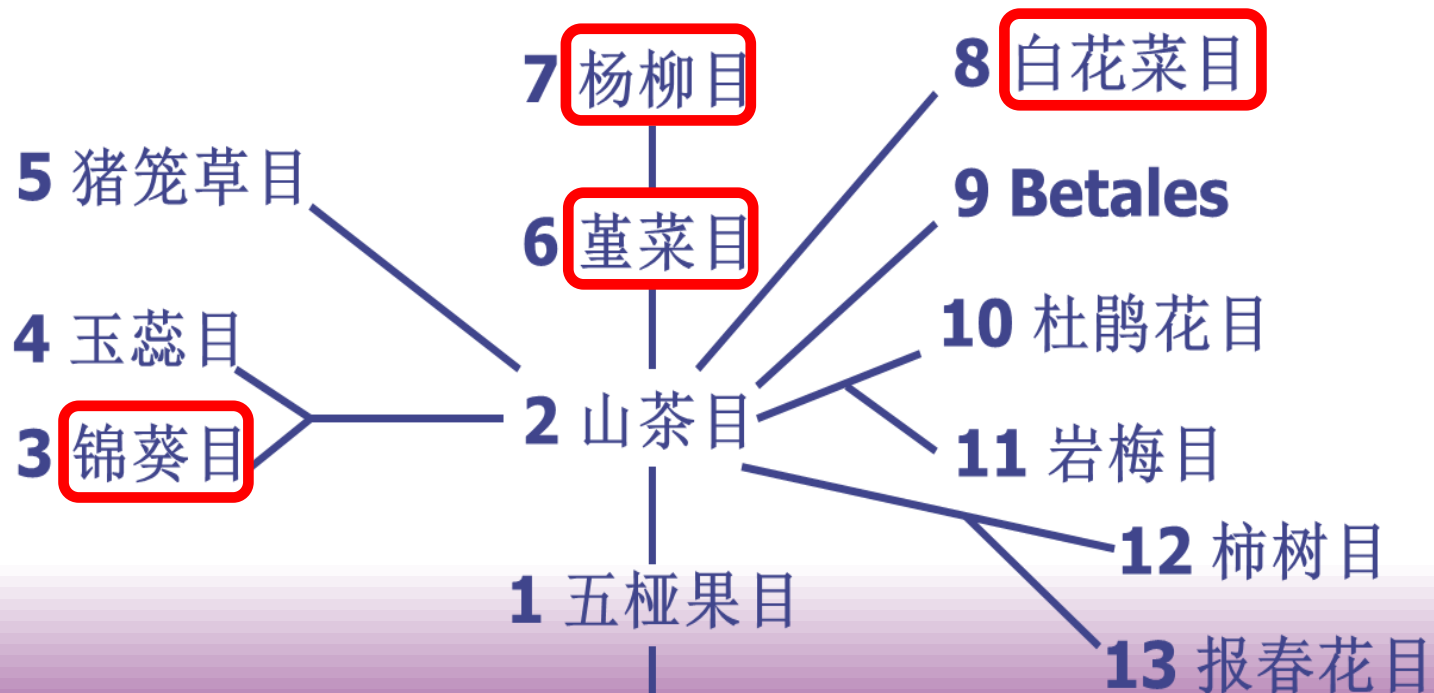 7 杨柳目
8 白花菜目
5 猪笼草目
9 Betales
6 堇菜目
10 杜鹃花目
4 玉蕊目
2 山茶目
3 锦葵目
11 岩梅目
12 柿树目
1 五桠果目
13 报春花目